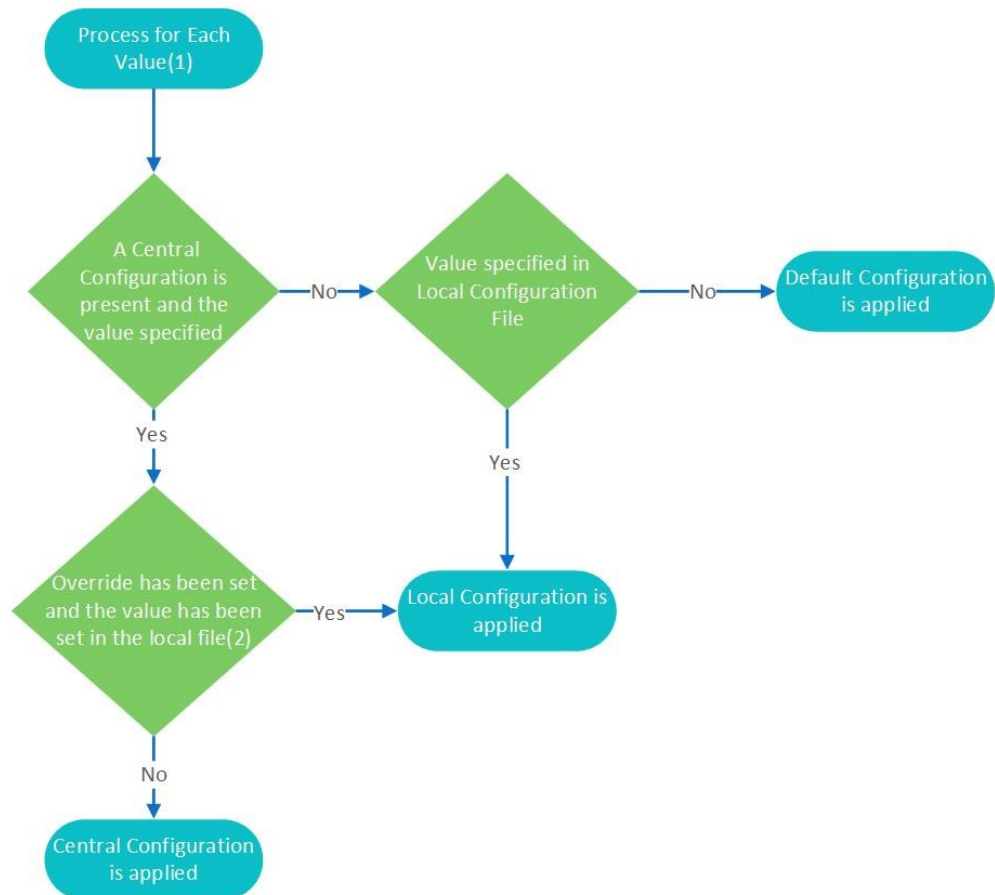 Process for Each
Value(1)
A Central
Configuration is
present and the
value specified
No
Value specified in
Local Configuration
File
No
Default Configuration
is applied
Yes
Yes
Override has been set
and the value has been
set in the local file(2)
Yes
Local Configuration is
applied
No
Central Configuration
is applied